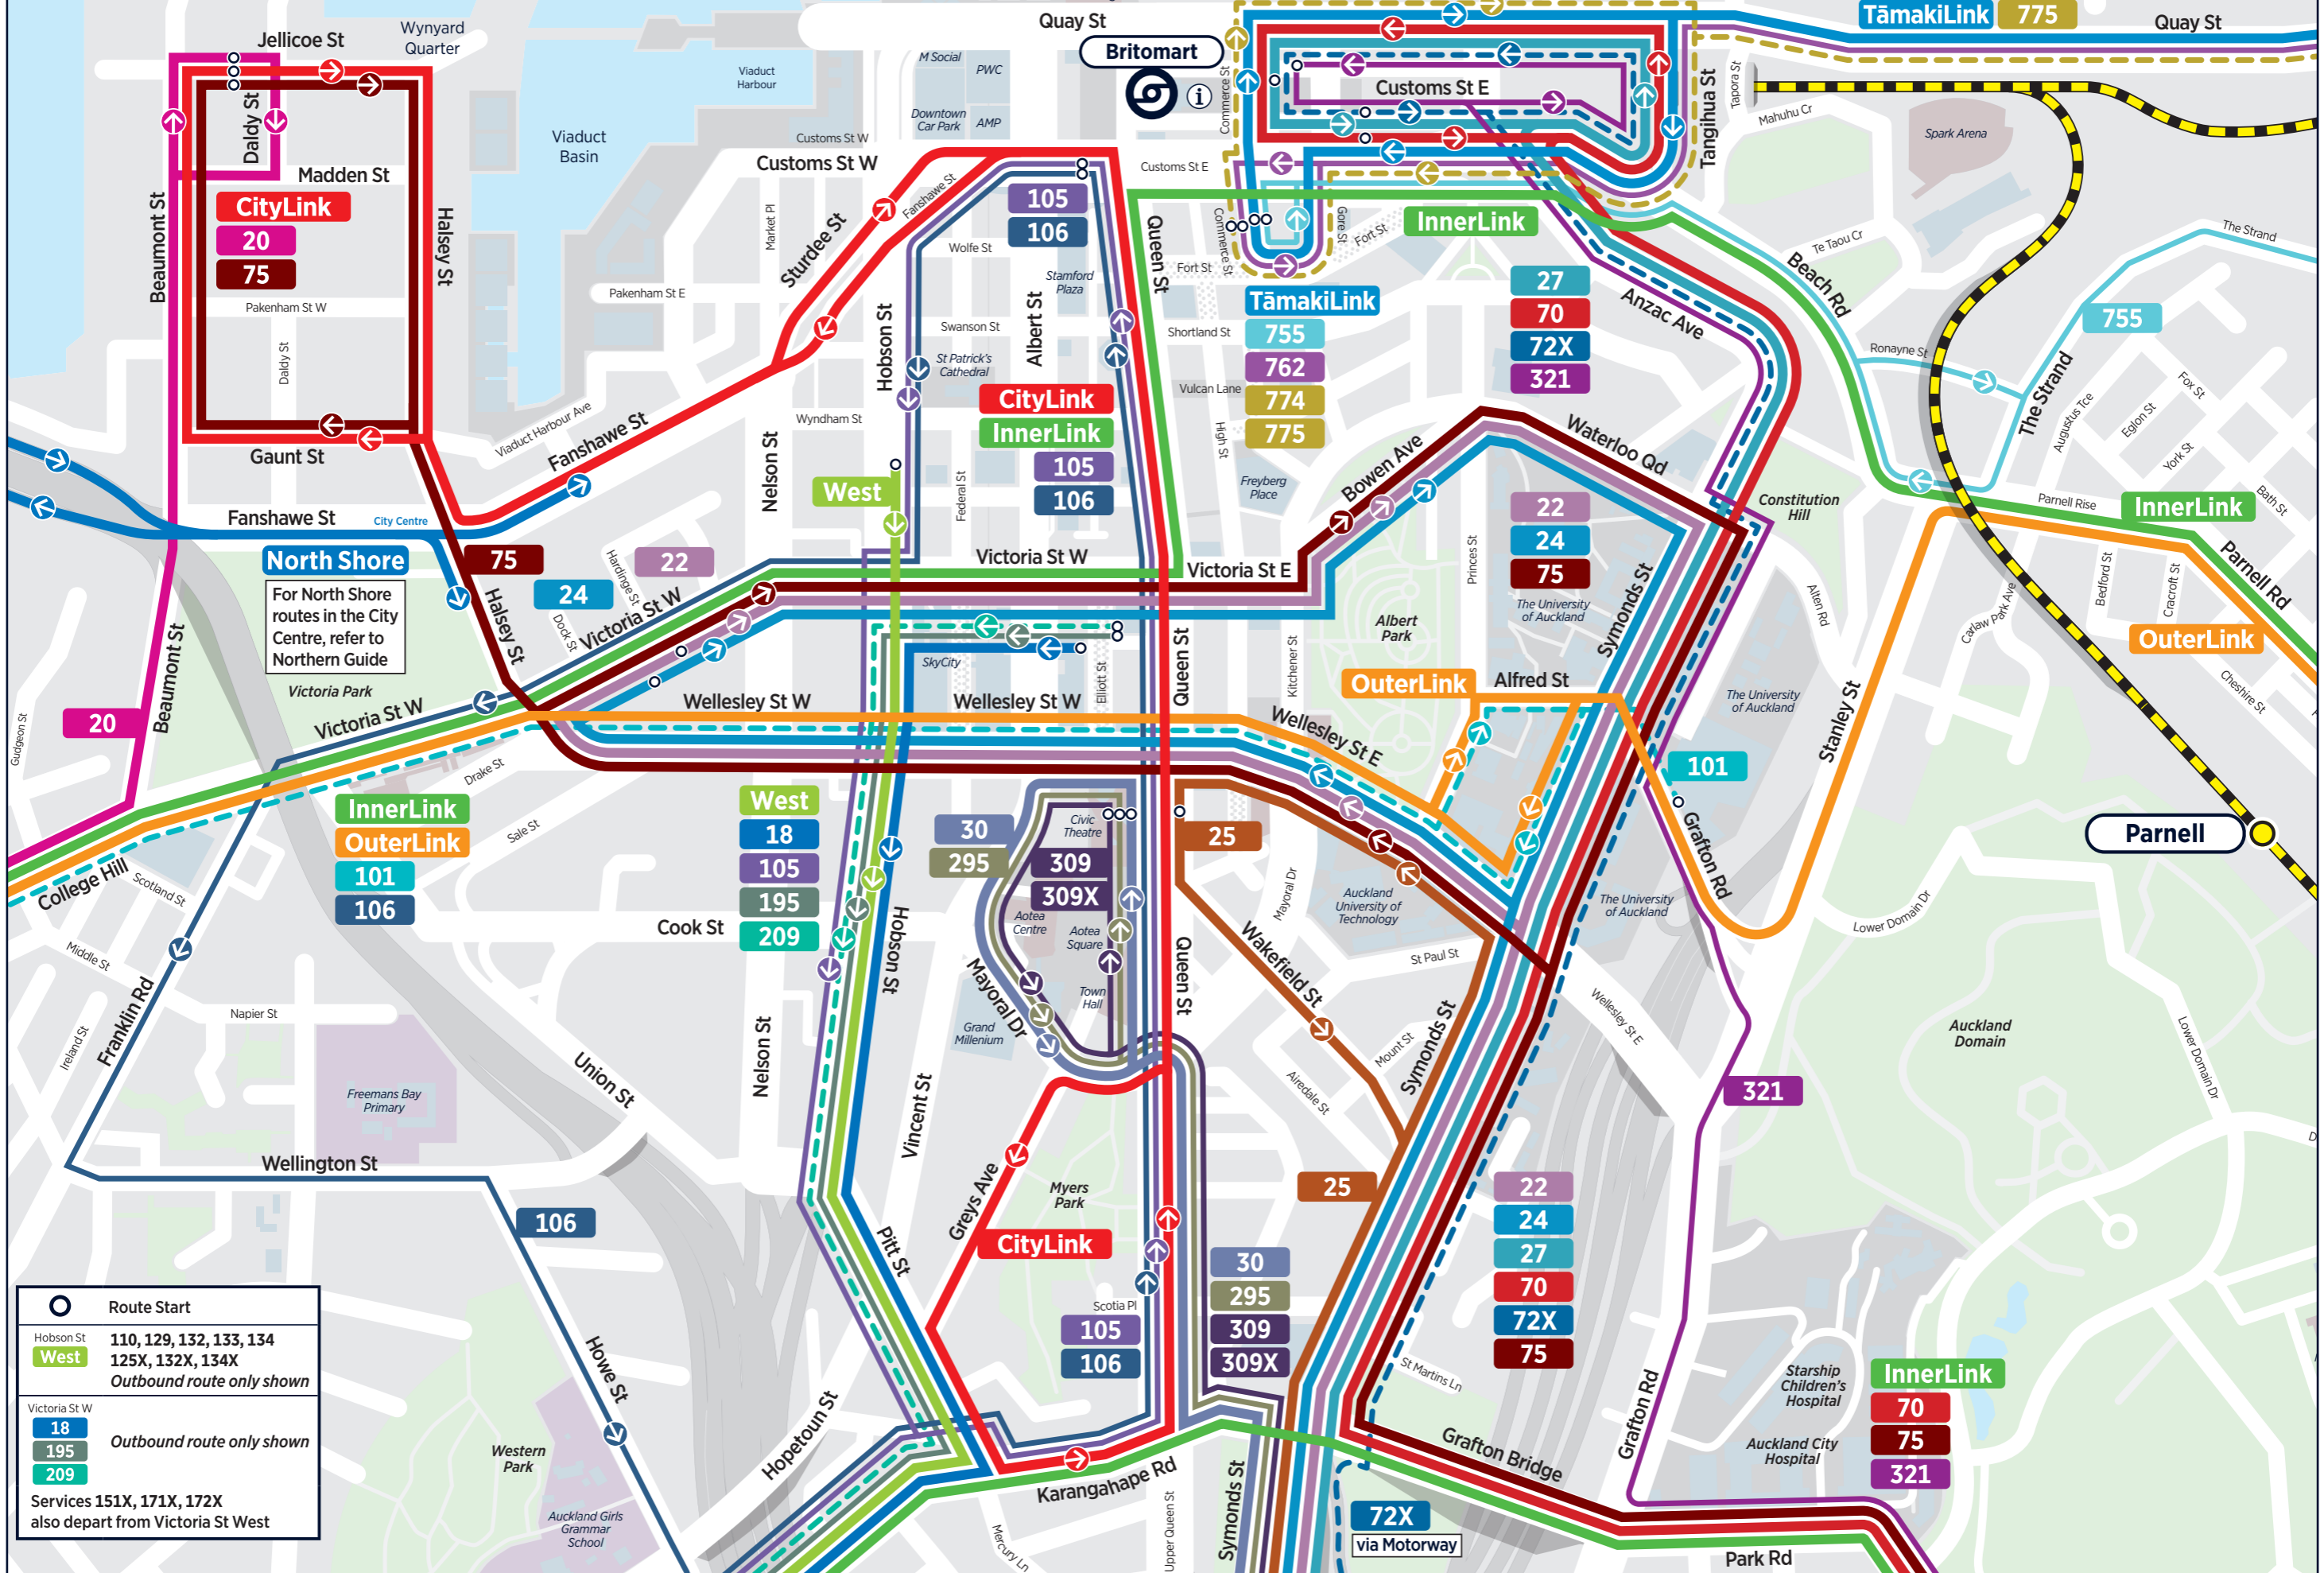 Jellicoe St
Wynyard
Quarter
Quay St
TāmakiLink
775
Quay St
Britomart
i
M Social
PWC
Downtown
Car Park
AMP
Viaduct
Harbour
Viaduct
Basin
Daldy St
Madden St
Customs St W
Customs St W
Customs St E
Commerce St
Customs St E
Tangihua St
Tapora St
Mahuhu Cr
Spark Arena
Beaumont St
CityLink
20
75
Halsey St
Pakenham St W
Daldy St
Gaunt St
Market Pl
Sturdee St
Fanshawe St
Pakenham St E
Viaduct Harbour Ave
Fanshawe St
105
106
Wolfe St
Stamford
Plaza
Hobson St
Albert St
Swanson St
St Patrick's
Cathedral
Wyndham St
Queen St
Commerce St
Gore St
Fort St
Fort St
InnerLink
Shortland St
Vulcan Lane
High St
Freyberg
Place
TāmakiLink
755
762
774
775
27
70
72X
321
Anzac Ave
Beach Rd
Te Taou Cr
The Strand
755
Ronayne St
The Strand
Augustus Tce
Eglon St
Fox St
York St
Bath St
CityLink
InnerLink
105
106
West
Nelson St
Federal St
Fanshawe St
City Centre
North Shore
For North Shore
routes in the City
Centre, refer to
Northern Guide
75
22
24
Hardinge St
Dock St
Halsey St
Victoria St W
Victoria St W
Victoria St E
Bowen Ave
Waterloo Qd
Constitution
Hill
Parnell Rise
InnerLink
Parnell Rd
OuterLink
Bedford St
Cracroft St
Carlaw Park Ave
Cheshire St
Alten Rd
22
24
75
The University
of Auckland
Princes St
Albert
Park
Symonds St
Kitchener St
SkyCity
Elliott St
Queen St
OuterLink
Alfred St
The University
of Auckland
Stanley St
101
Grafton Rd
Victoria Park
Victoria St W
Beaumont St
20
Gudgeon St
Wellesley St W
Wellesley St W
Wellesley St E
Drake St
Sale St
College Hill
Scotland St
InnerLink
OuterLink
101
106
West
18
105
195
209
Cook St
Hobson St
30
295
309
309X
Civic
Theatre
Aotea
Centre
Aotea
Square
Town
Hall
Mayoral Dr
Grand
Millenium
Queen St
25
Wakefield St
Mayoral Dr
Auckland
University of
Technology
St Paul St
Mount St
Airedale St
Symonds St
Wellesley St E
The University
of Auckland
Parnell
Lower Domain Dr
Lower Domain Dr
Auckland
Domain
Middle St
Franklin Rd
Ireland St
Napier St
Freemans Bay
Primary
Union St
Nelson St
Vincent St
Wellington St
106
Howe St
Pitt St
Greys Ave
Myers
Park
CityLink
Scotia Pl
105
106
30
295
309
309X
25
22
24
27
70
72X
75
321
St Martins Ln
Route Start
Hobson St
West
110, 129, 132, 133, 134
125X, 132X, 134X
Outbound route only shown
Victoria St W
18
195
209
Outbound route only shown
Services 151X, 171X, 172X
also depart from Victoria St West
Western
Park
Auckland Girls
Grammar
School
Hopetoun St
Karangahape Rd
Mercury Ln
Upper Queen St
Symonds St
Grafton Bridge
72X
via Motorway
Grafton Rd
Starship
Children's
Hospital
Auckland City
Hospital
InnerLink
70
75
321
Park Rd